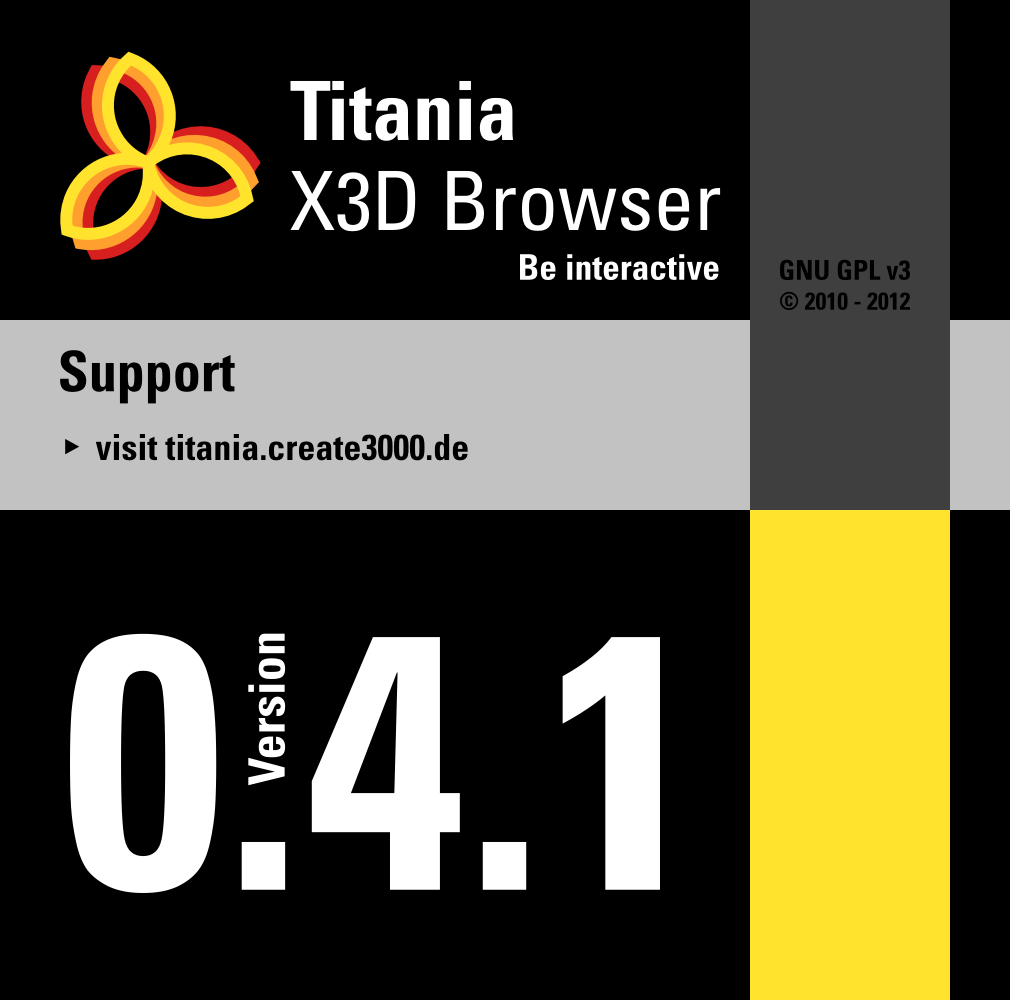 Titania
X3D Browser
Be interactive
GNU GPL v3
© 2010 - 2012
Support
visit titania.create3000.de
Version
0.4.1